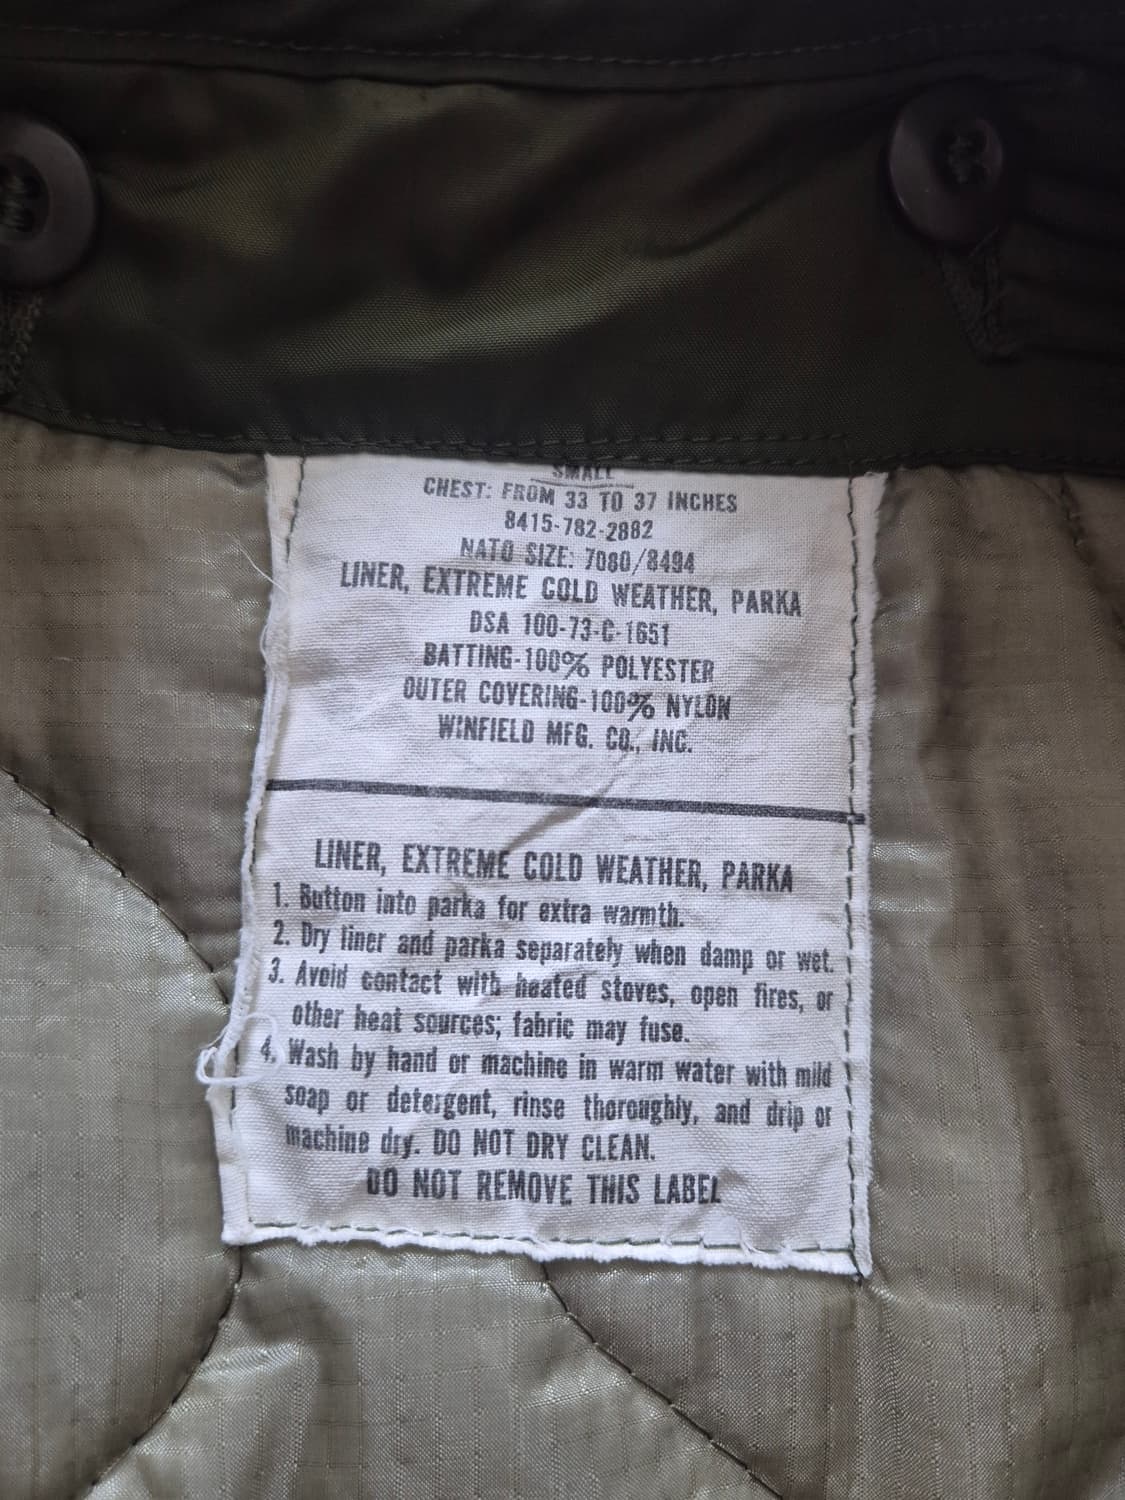 SMALL
CHEST: FROM 33 TO 37 INCHES
8415-782-2882
NATO SIZE: 7080/8494
LINER, EXTREME COLD WEATHER, PARKA
DSA 100-73-C-1651
BATTING-100% POLYESTER
OUTER COVERING-100% NYLON
WINFIELD MFG. CO., INC.
LINER, EXTREME COLD WEATHER, PARKA
1. Button into parka for extra warmth.
2. Dry liner and parka separately when damp or wet.
3. Avoid contact with heated stoves, open fires, or
other heat sources; fabric may fuse.
4. Wash by hand or machine in warm water with mild
soap or detergent, rinse thoroughly, and drip or
machine dry. DO NOT DRY CLEAN.
DO NOT REMOVE THIS LABEL